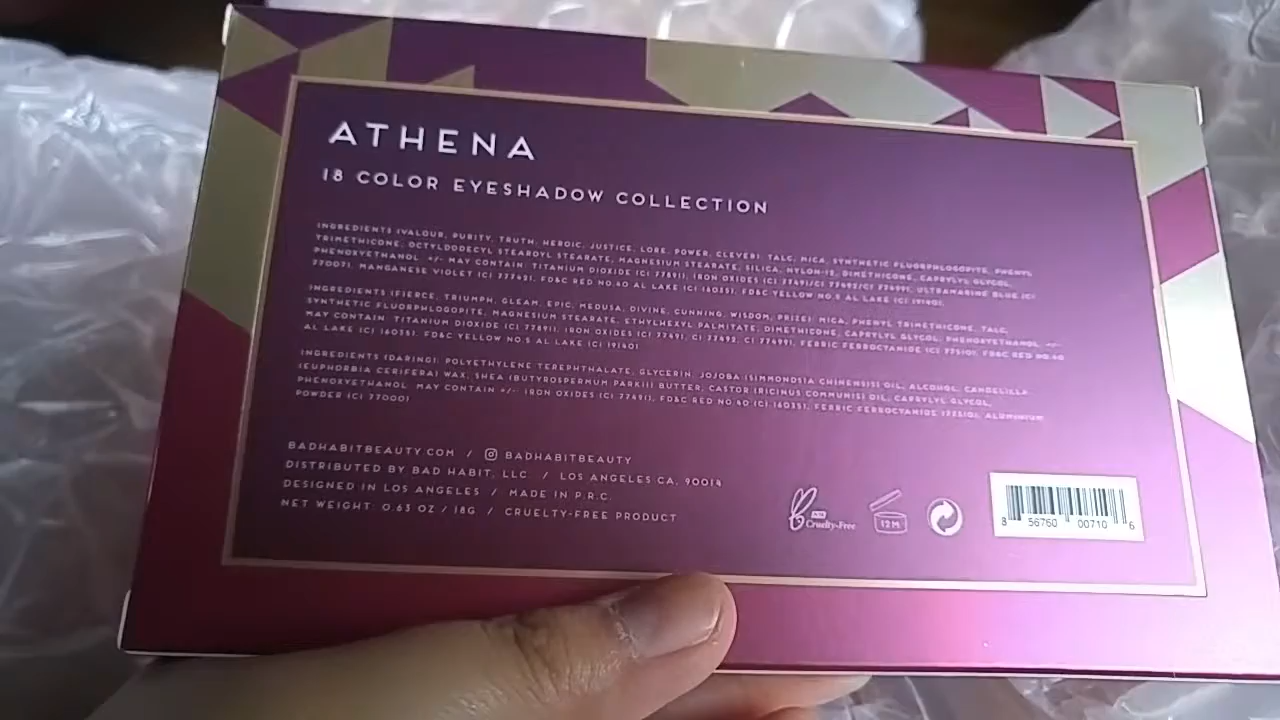 ATHENA
18 COLOR EYESHADOW COLLECTION
INGREDIENTS (VALOUR, PURITY, TRUTH, HEROIC, JUSTICE, LORE, POWER, CLEVER): TALC, MICA, SYNTHETIC FLUORPHLOGOPITE, PHENYL
TRIMETHICONE, OCTYLDODECYL STEAROYL STEARATE, MAGNESIUM STEARATE, SILICA, NYLON-12, DIMETHICONE, CAPRYLYL GLYCOL,
PHENOXYETHANOL. +/- MAY CONTAIN: TITANIUM DIOXIDE (CI 77891), IRON OXIDES (CI 77491/CI 77492/CI 77499), ULTRAMARINE BLUE (CI
77007), MANGANESE VIOLET (CI 77742), FD&C RED NO.40 AL LAKE (CI 16035), FD&C YELLOW NO.5 AL LAKE (CI 19140).
INGREDIENTS (FIERCE, TRIUMPH, GLEAM, EPIC, MEDUSA, DIVINE, CUNNING, WISDOM, PRIZE): MICA, PHENYL TRIMETHICONE, TALC,
SYNTHETIC FLUORPHLOGOPITE, MAGNESIUM STEARATE, ETHYLHEXYL PALMITATE, DIMETHICONE, CAPRYLYL GLYCOL, PHENOXYETHANOL. +/-
MAY CONTAIN: TITANIUM DIOXIDE (CI 77891), IRON OXIDES (CI 77491, CI 77492, CI 77499), FERRIC FERROCYANIDE (CI 77510), FD&C RED NO.40
AL LAKE (CI 16035), FD&C YELLOW NO.5 AL LAKE (CI 19140)
INGREDIENTS (DARING): POLYETHYLENE TEREPHTHALATE, GLYCERIN, JOJOBA (SIMMONDSIA CHINENSIS) OIL, ALCOHOL, CANDELILLA
(EUPHORBIA CERIFERA) WAX, SHEA (BUTYROSPERMUM PARKII) BUTTER, CASTOR (RICINUS COMMUNIS) OIL, CAPRYLYL GLYCOL,
PHENOXYETHANOL. MAY CONTAIN +/-: IRON OXIDES (CI 77491), FD&C RED NO.40 (CI 16035), FERRIC FERROCYANIDE (77510), ALUMINIUM
POWDER (CI 77000)
BADHABITBEAUTY.COM / BADHABITBEAUTY
DISTRIBUTED BY BAD HABIT, LLC. / LOS ANGELES CA, 90014
DESIGNED IN LOS ANGELES / MADE IN P.R.C.
NET WEIGHT: 0.63 OZ / 18G / CRUELTY-FREE PRODUCT
Cruelty-Free
12M
8 56760 00710 6